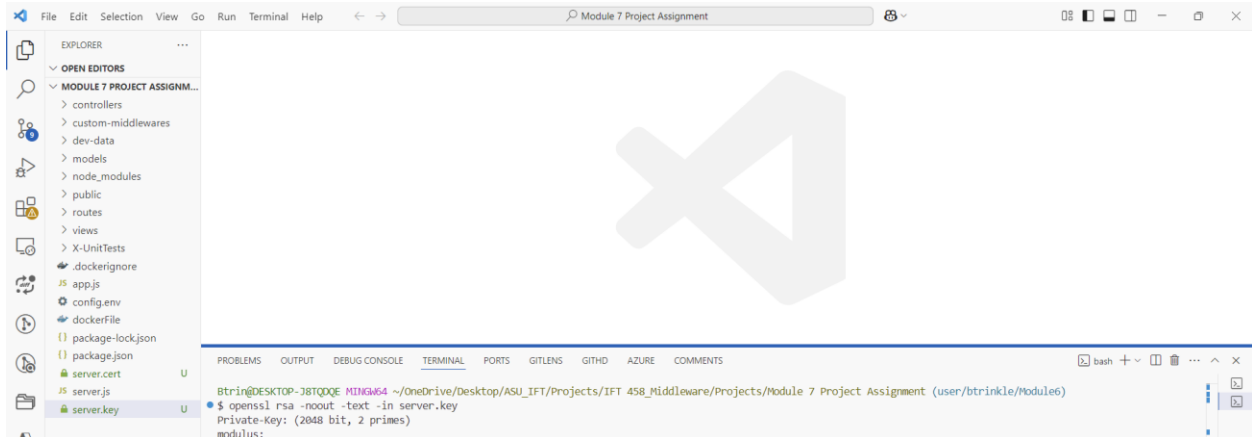 File Edit Selection View Go Run Terminal Help
Module 7 Project Assignment
EXPLORER
OPEN EDITORS
MODULE 7 PROJECT ASSIGNM...
controllers
custom-middlewares
dev-data
models
node_modules
public
routes
views
X-UnitTests
.dockerignore
JS app.js
config.env
dockerFile
{} package-lock.json
{} package.json
server.cert U
JS server.js
server.key U
9
PROBLEMS OUTPUT DEBUG CONSOLE TERMINAL PORTS GITLENS GITHD AZURE COMMENTS
bash
Btrin@DESKTOP-J8TQDQE MINGW64 ~/OneDrive/Desktop/ASU_IFT/Projects/IFT 458_Middleware/Projects/Module 7 Project Assignment (user/btrinkle/Module6)
$ openssl rsa -noout -text -in server.key
Private-Key: (2048 bit, 2 primes)
modulus: